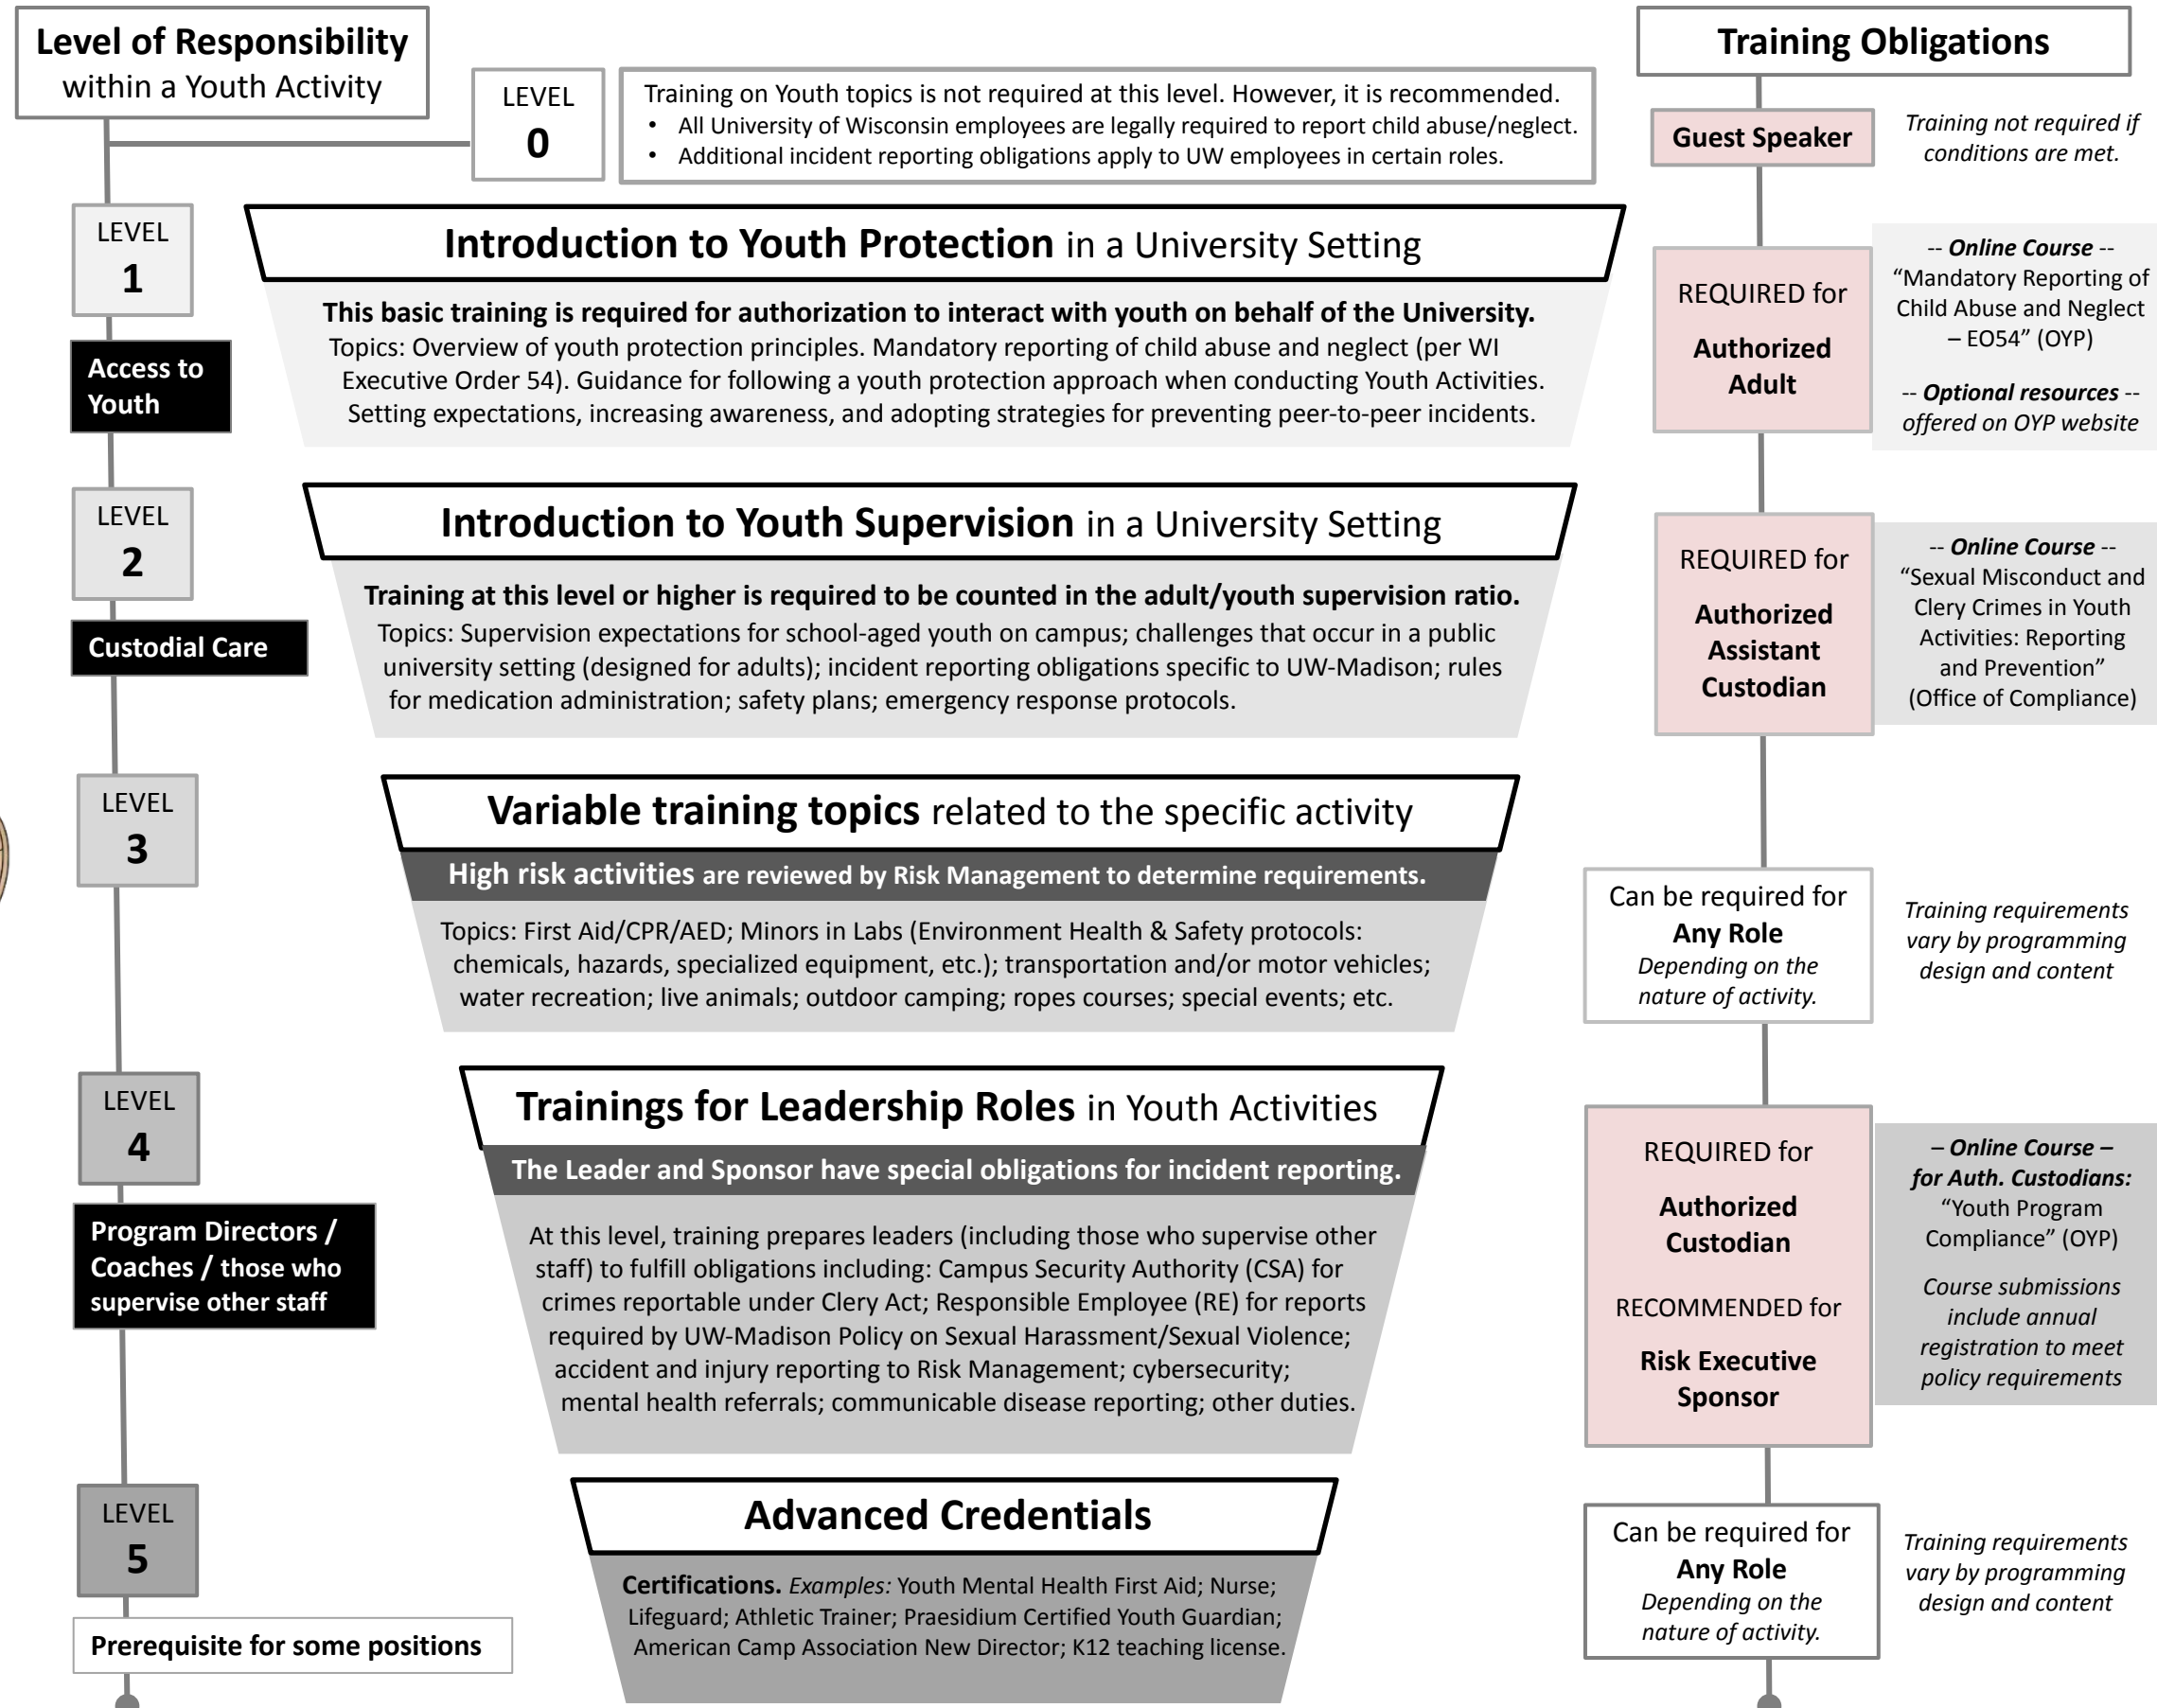 Level of Responsibility
within a Youth Activity
LEVEL
0
Training on Youth topics is not required at this level. However, it is recommended.
• All University of Wisconsin employees are legally required to report child abuse/neglect.
• Additional incident reporting obligations apply to UW employees in certain roles.
Training Obligations
Guest Speaker
Training not required if
conditions are met.
LEVEL
1
Access to
Youth
Introduction to Youth Protection in a University Setting
This basic training is required for authorization to interact with youth on behalf of the University.
Topics: Overview of youth protection principles. Mandatory reporting of child abuse and neglect (per WI
Executive Order 54). Guidance for following a youth protection approach when conducting Youth Activities.
Setting expectations, increasing awareness, and adopting strategies for preventing peer-to-peer incidents.
REQUIRED for
Authorized
Adult
-- Online Course --
“Mandatory Reporting of
Child Abuse and Neglect
– EO54” (OYP)
-- Optional resources --
offered on OYP website
LEVEL
2
Custodial Care
Introduction to Youth Supervision in a University Setting
Training at this level or higher is required to be counted in the adult/youth supervision ratio.
Topics: Supervision expectations for school-aged youth on campus; challenges that occur in a public
university setting (designed for adults); incident reporting obligations specific to UW-Madison; rules
for medication administration; safety plans; emergency response protocols.
REQUIRED for
Authorized
Assistant
Custodian
-- Online Course --
“Sexual Misconduct and
Clery Crimes in Youth
Activities: Reporting
and Prevention”
(Office of Compliance)
LEVEL
3
Variable training topics related to the specific activity
High risk activities are reviewed by Risk Management to determine requirements.
Topics: First Aid/CPR/AED; Minors in Labs (Environment Health & Safety protocols:
chemicals, hazards, specialized equipment, etc.); transportation and/or motor vehicles;
water recreation; live animals; outdoor camping; ropes courses; special events; etc.
Can be required for
Any Role
Depending on the
nature of activity.
Training requirements
vary by programming
design and content
LEVEL
4
Program Directors /
Coaches / those who
supervise other staff
Trainings for Leadership Roles in Youth Activities
The Leader and Sponsor have special obligations for incident reporting.
At this level, training prepares leaders (including those who supervise other
staff) to fulfill obligations including: Campus Security Authority (CSA) for
crimes reportable under Clery Act; Responsible Employee (RE) for reports
required by UW-Madison Policy on Sexual Harassment/Sexual Violence;
accident and injury reporting to Risk Management; cybersecurity;
mental health referrals; communicable disease reporting; other duties.
REQUIRED for
Authorized
Custodian
RECOMMENDED for
Risk Executive
Sponsor
– Online Course –
for Auth. Custodians:
“Youth Program
Compliance” (OYP)
Course submissions
include annual
registration to meet
policy requirements
LEVEL
5
Prerequisite for some positions
Advanced Credentials
Certifications. Examples: Youth Mental Health First Aid; Nurse;
Lifeguard; Athletic Trainer; Praesidium Certified Youth Guardian;
American Camp Association New Director; K12 teaching license.
Can be required for
Any Role
Depending on the
nature of activity.
Training requirements
vary by programming
design and content